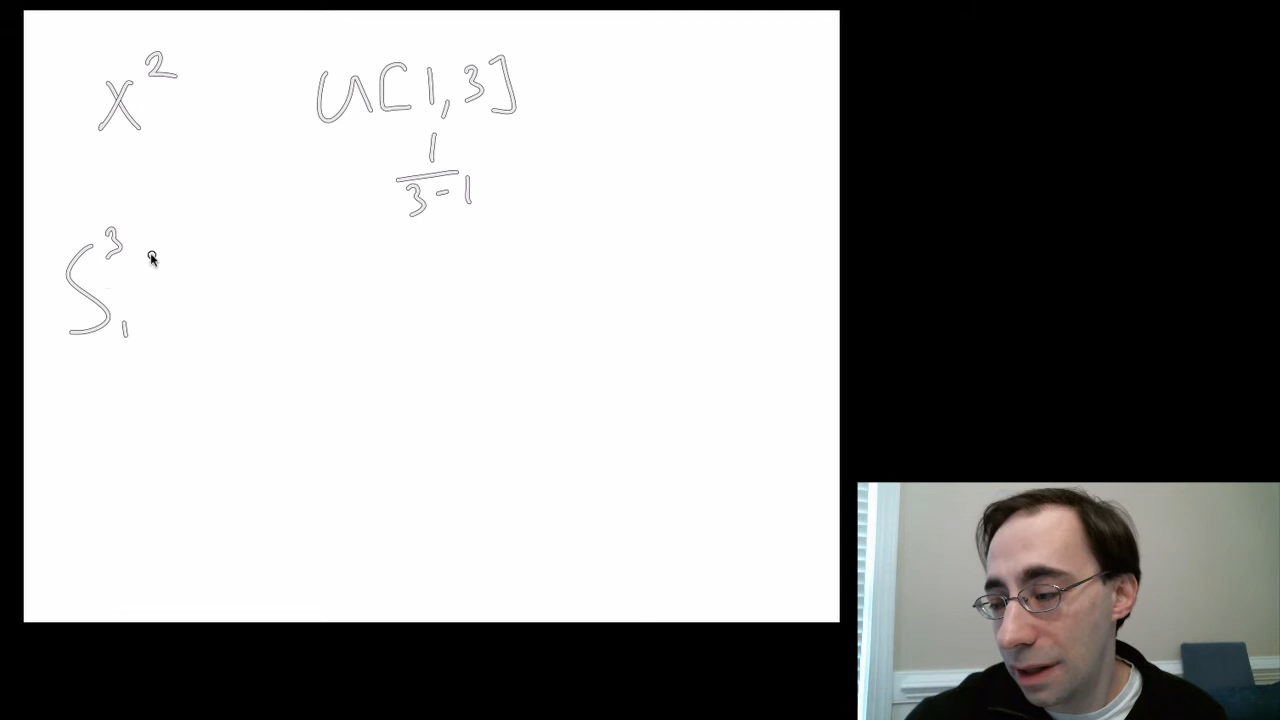 x² U[1,3]
1
3-1
∫₁³